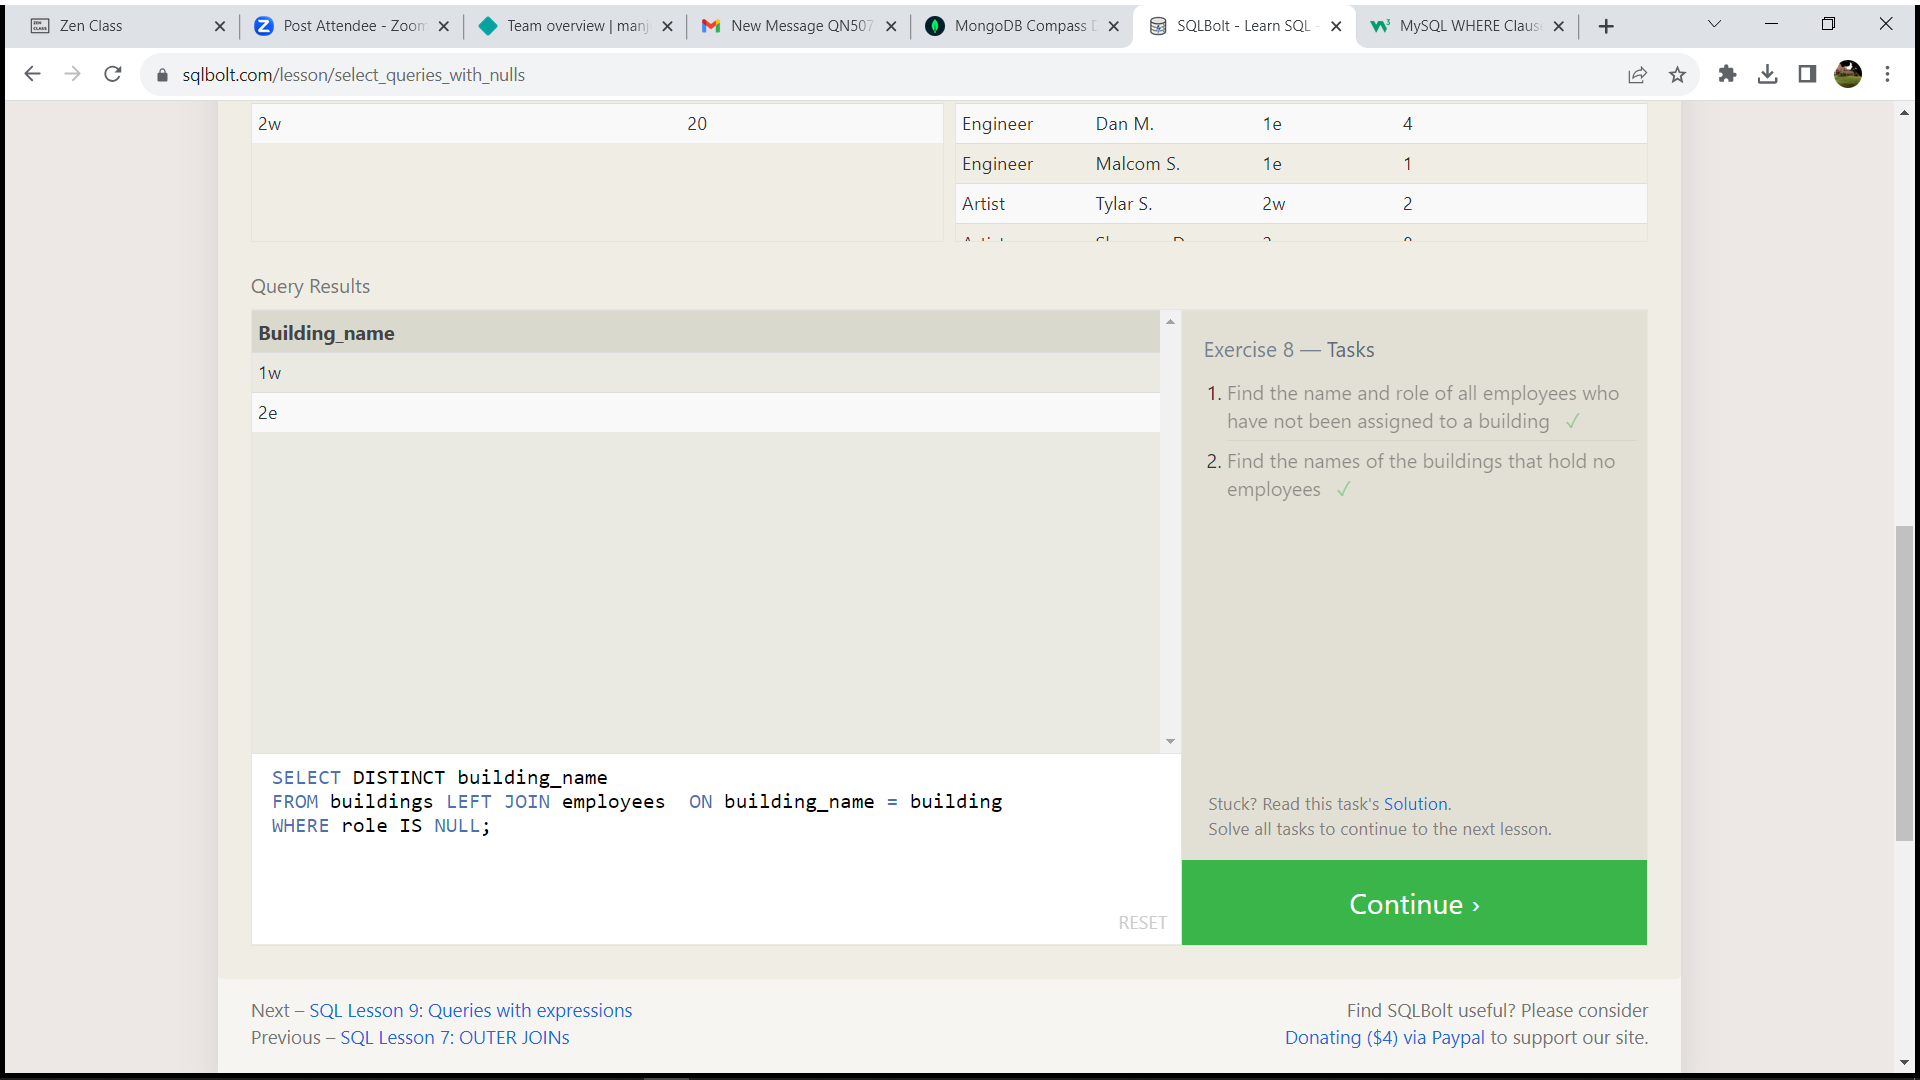 Zen Class
Post Attendee - Zoom
Team overview | manj
New Message QN507
MongoDB Compass D
SQLBolt - Learn SQL -
MySQL WHERE Claus
sqlbolt.com/lesson/select_queries_with_nulls
2w 20
Engineer Dan M. 1e 4
Engineer Malcom S. 1e 1
Artist Tylar S. 2w 2
Query Results
Building_name
1w
2e
Exercise 8 — Tasks
1. Find the name and role of all employees who
have not been assigned to a building ✓
2. Find the names of the buildings that hold no
employees ✓
SELECT DISTINCT building_name
FROM buildings LEFT JOIN employees  ON building_name = building
WHERE role IS NULL;
RESET
Stuck? Read this task's Solution.
Solve all tasks to continue to the next lesson.
Continue ›
Next – SQL Lesson 9: Queries with expressions
Previous – SQL Lesson 7: OUTER JOINs
Find SQLBolt useful? Please consider
Donating ($4) via Paypal to support our site.